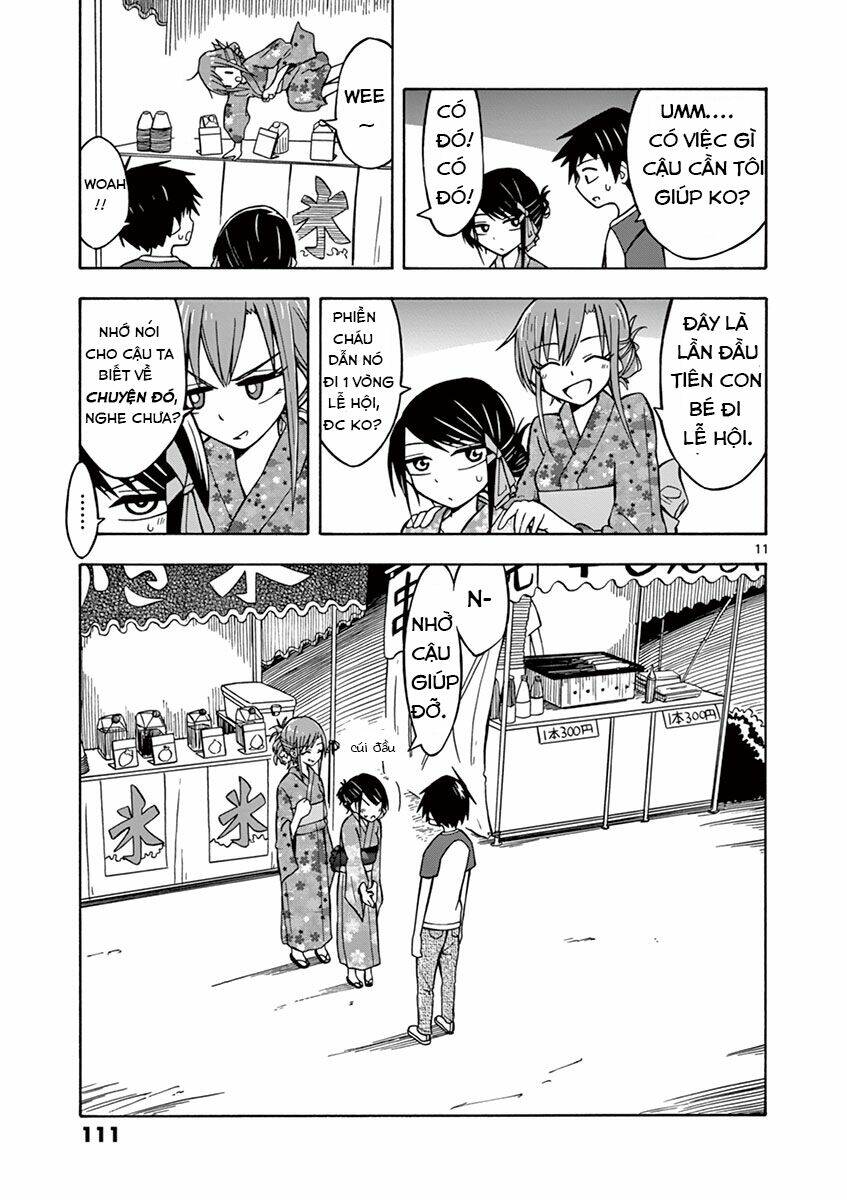 UMM....
CÓ VIỆC GÌ
CẬU CẦN TÔI
GIÚP KO?
CÓ
ĐÓ!
CÓ
ĐÓ!
WEE
~
WOAH
!!
氷
ĐÂY LÀ
LẦN ĐẦU
TIÊN CON
BÉ ĐI
LỄ HỘI.
PHIỀN
CHÁU
DẪN NÓ
ĐI 1 VÒNG
LỄ HỘI,
ĐC KO?
NHỚ NÓI
CHO CẬU TA
BIẾT VỀ
CHUYỆN ĐÓ,
NGHE CHƯA?
......
11
N-
NHỜ
CẬU
GIÚP
ĐỠ.
cúi đầu
1本300円
1本300円
氷
氷
111